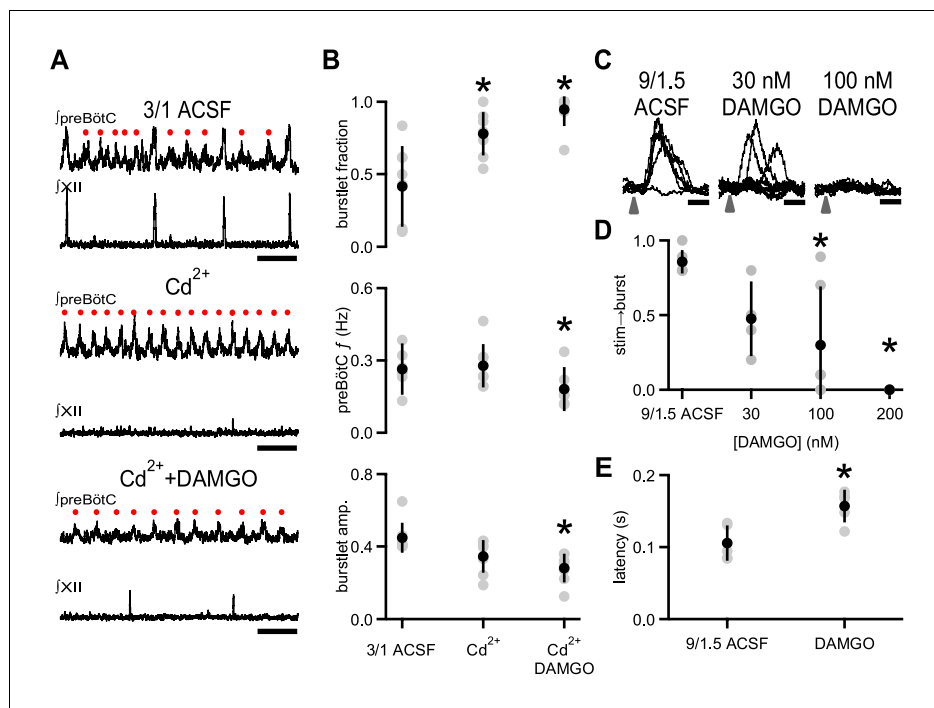 A
3/1 ACSF
∫preBötC
∫XII
Cd²⁺
∫preBötC
∫XII
Cd²⁺+DAMGO
∫preBötC
∫XII
B
*
*
1.0
0.5
0.0
burstlet fraction
0.6
0.3
0.0
preBötC f (Hz)
*
0.8
0.4
0.0
burstlet amp.
*
3/1 ACSF
Cd²⁺
Cd²⁺
DAMGO
C
9/1.5
ACSF
30 nM
DAMGO
100 nM
DAMGO
D
1.0
0.5
0.0
stim→burst
*
*
9/1.5 ACSF
30
100
200
[DAMGO] (nM)
E
0.2
0.1
0.0
latency (s)
*
9/1.5 ACSF
DAMGO